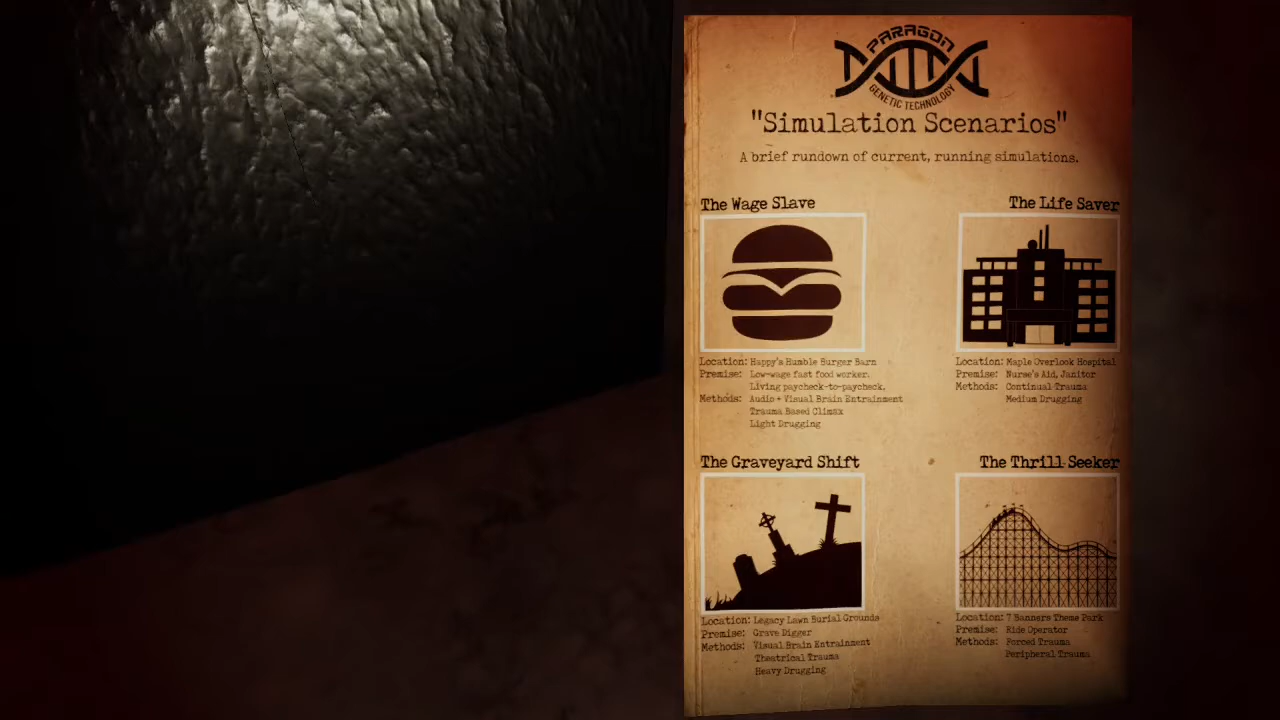 PARAGON
GENETIC TECHNOLOGY
"Simulation Scenarios"
A brief rundown of current, running simulations.
The Wage Slave
Location: Happy's Humble Burger Barn
Premise: Low-wage fast food worker.
Living paycheck-to-paycheck.
Methods: Audio + Visual Brain Entrainment
Trauma Based Climax
Light Drugging
The Life Saver
Location: Maple Overlook Hospital
Premise: Nurse's Aid, Janitor
Methods: Continual Trauma
Medium Drugging
The Graveyard Shift
Location: Legacy Lawn Burial Grounds
Premise: Grave Digger
Methods: Visual Brain Entrainment
Theatrical Trauma
Heavy Drugging
The Thrill Seeker
Location: 7 Banners Theme Park
Premise: Ride Operator
Methods: Forced Trauma
Peripheral Trauma